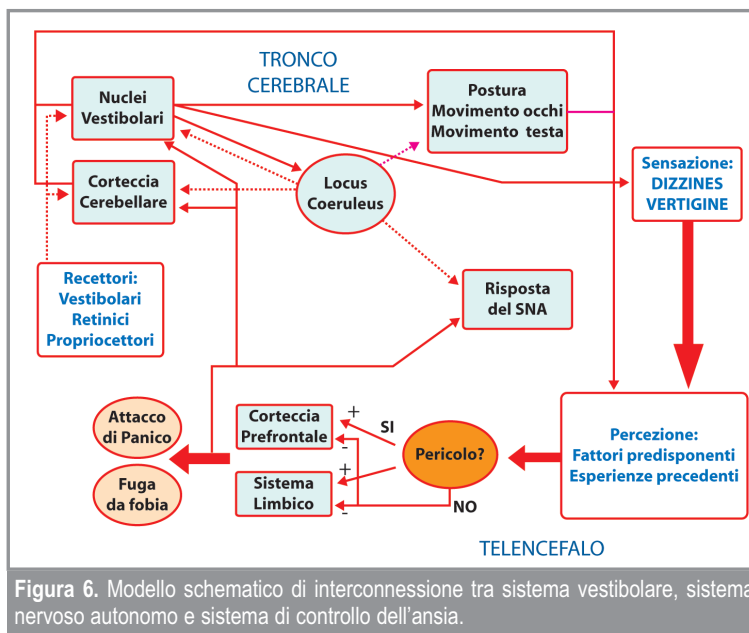 TRONCO
CEREBRALE
Nuclei
Vestibolari
Postura
Movimento occhi
Movimento testa
Corteccia
Cerebellare
Locus
Coeruleus
Sensazione:
DIZZINES
VERTIGINE
Recettori:
Vestibolari
Retinici
Propriocettori
Risposta
del SNA
Attacco
di Panico
Fuga
da fobia
Corteccia
Prefrontale
Sistema
Limbico
+
-
+
-
SI
NO
Pericolo?
Percezione:
Fattori predisponenti
Esperienze precedenti
TELENCEFALO
Figura 6. Modello schematico di interconnessione tra sistema vestibolare, sistema
nervoso autonomo e sistema di controllo dell'ansia.